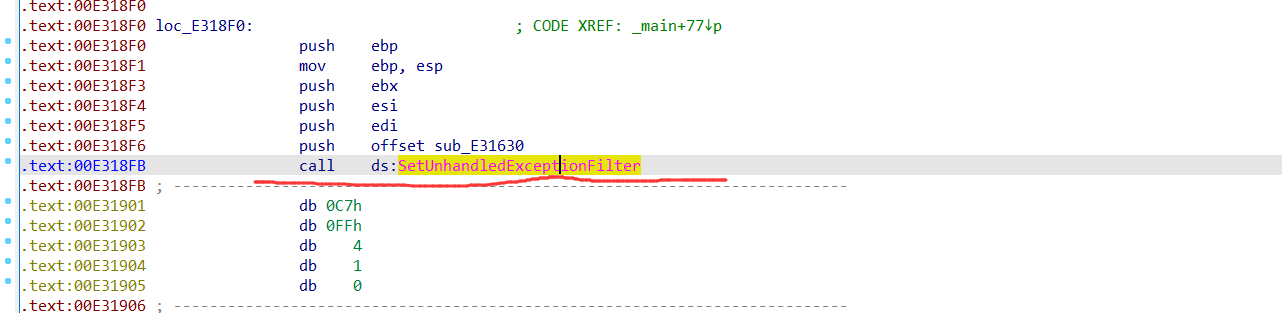 .text:00E318F0
.text:00E318F0 loc_E318F0: ; CODE XREF: _main+77↓p
.text:00E318F0 push ebp
.text:00E318F1 mov ebp, esp
.text:00E318F3 push ebx
.text:00E318F4 push esi
.text:00E318F5 push edi
.text:00E318F6 push offset sub_E31630
.text:00E318FB call ds:SetUnhandledExceptionFilter
.text:00E318FB ; ---------------------------------------------------------------------------
.text:00E31901 db 0C7h
.text:00E31902 db 0FFh
.text:00E31903 db 4
.text:00E31904 db 1
.text:00E31905 db 0
.text:00E31906 ; ---------------------------------------------------------------------------